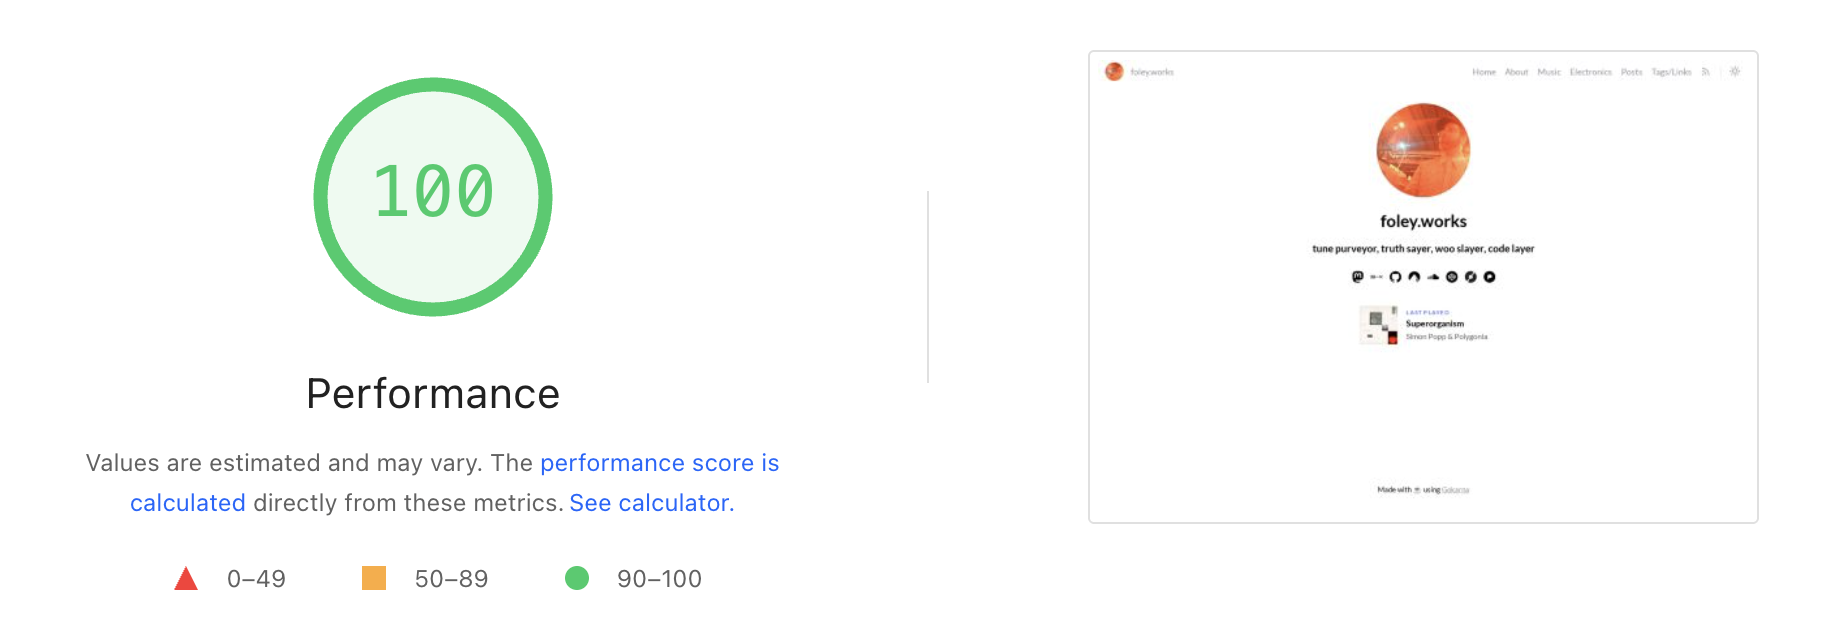 100
Performance
Values are estimated and may vary. The performance score is
calculated directly from these metrics. See calculator.
0–49
50–89
90–100
foley.works
Home About Music Electronics Posts Tags/Links
foley.works
tune purveyor, truth sayer, woo slayer, code layer
LAST PLAYED
Superorganism
Simon Popp & Polygonia
Made with using Gokarna